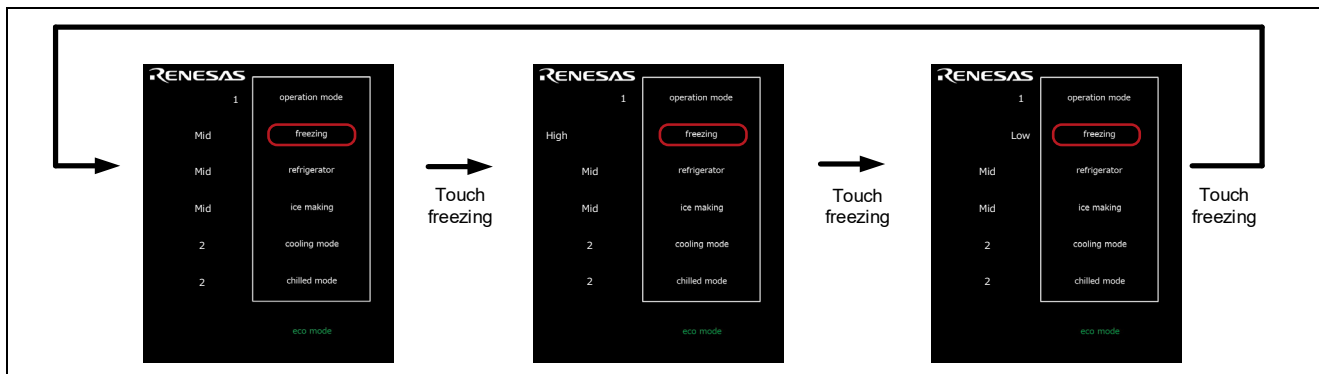 RENESAS
1 operation mode
Mid freezing
Mid refrigerator
Mid ice making
2 cooling mode
2 chilled mode
eco mode
Touch
freezing
RENESAS
1 operation mode
High freezing
Mid refrigerator
Mid ice making
2 cooling mode
2 chilled mode
eco mode
Touch
freezing
RENESAS
1 operation mode
Low freezing
Mid refrigerator
Mid ice making
2 cooling mode
2 chilled mode
eco mode
Touch
freezing